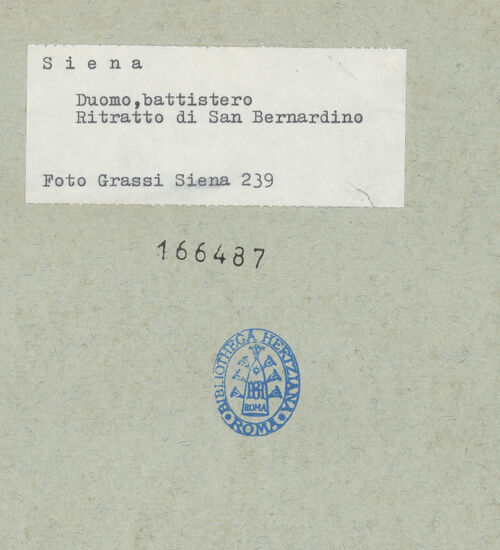 S i e n a
Duomo,battistero
Ritratto di San Bernardino
Foto Grassi Siena 239
166487
BIBLIOTHECA HERTZIANA
ROMA
ROMA